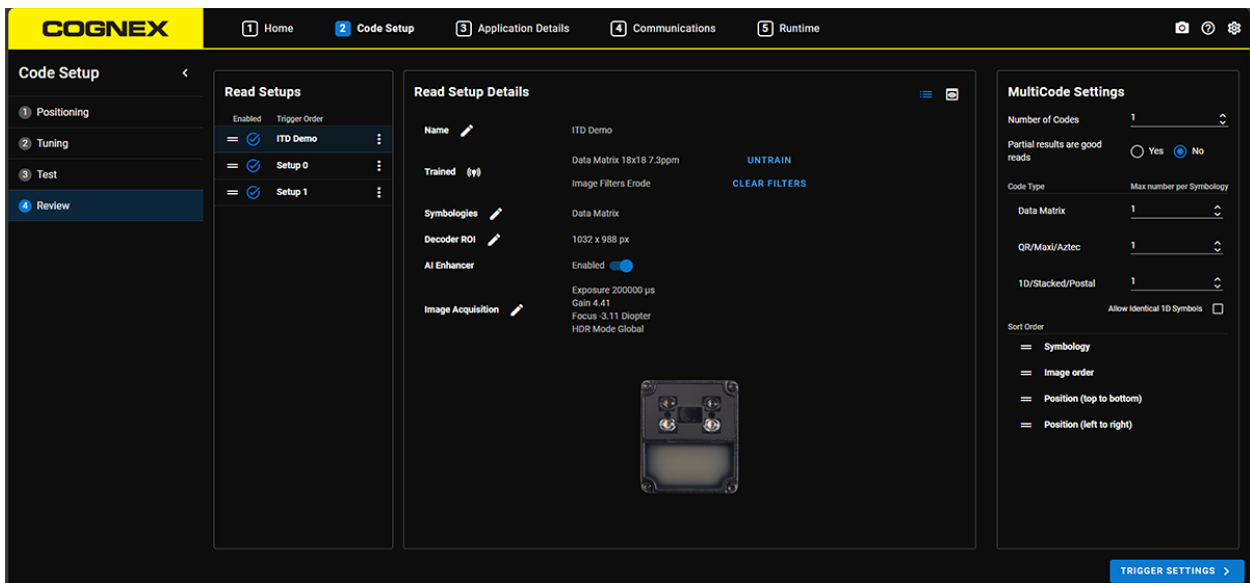 COGNEX
1 Home
2 Code Setup
3 Application Details
4 Communications
5 Runtime
Code Setup
1 Positioning
2 Tuning
3 Test
4 Review
Read Setups
Enabled Trigger Order
ITD Demo
Setup 0
Setup 1
Read Setup Details
Name ITD Demo
Trained Data Matrix 18x18 7.3ppm UNTRAIN
Image Filters Erode CLEAR FILTERS
Symbologies Data Matrix
Decoder ROI 1032 x 988 px
AI Enhancer Enabled
Image Acquisition
Exposure 200000 µs
Gain 4.41
Focus -3.11 Diopter
HDR Mode Global
MultiCode Settings
Number of Codes 1
Partial results are good
reads
Yes No
Code Type Max number per Symbology
Data Matrix 1
QR/Maxi/Aztec 1
1D/Stacked/Postal 1
Allow Identical 1D Symbols
Sort Order
Symbology
Image order
Position (top to bottom)
Position (left to right)
TRIGGER SETTINGS